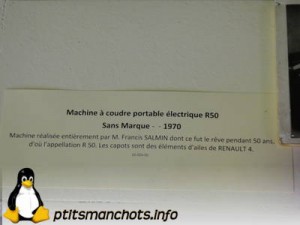 Machine à coudre portable électrique R50
Sans Marque - - 1970
Machine réalisée entièrement par M. Francis SALMIN dont ce fut le rêve pendant 50 ans,
d'où l'appellation R 50. Les capots sont des éléments d'ailes de RENAULT 4.
ptitsmanchots.info